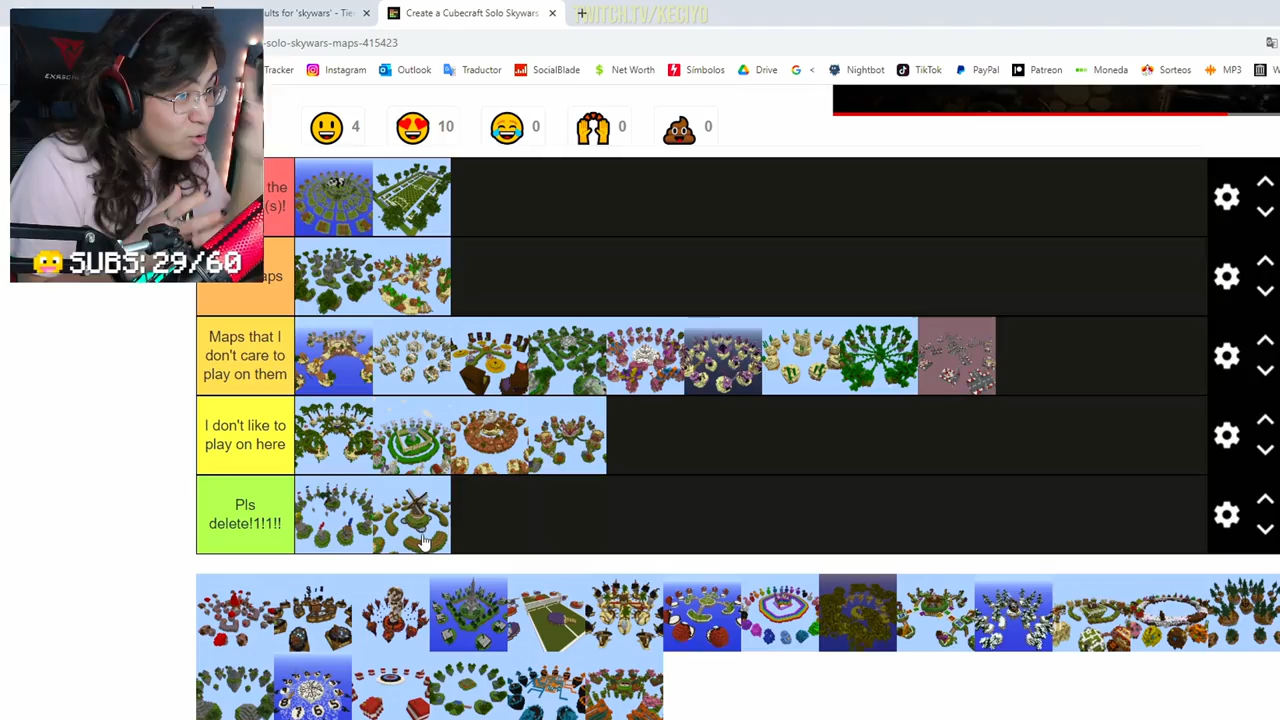 ults for 'skywars' - Tie
Create a Cubecraft Solo Skywars
TWITCH.TV/KECIYO
-solo-skywars-maps-415423
Tracker
Instagram
Outlook
Traductor
SocialBlade
Net Worth
Símbolos
Drive
<
Nightbot
TikTok
PayPal
Patreon
Moneda
Sorteos
MP3
4
10
0
0
0
the
(s)!
aps
SUBS: 29/60
Maps that I
don't care to
play on them
I don't like to
play on here
Pls
delete!1!1!!